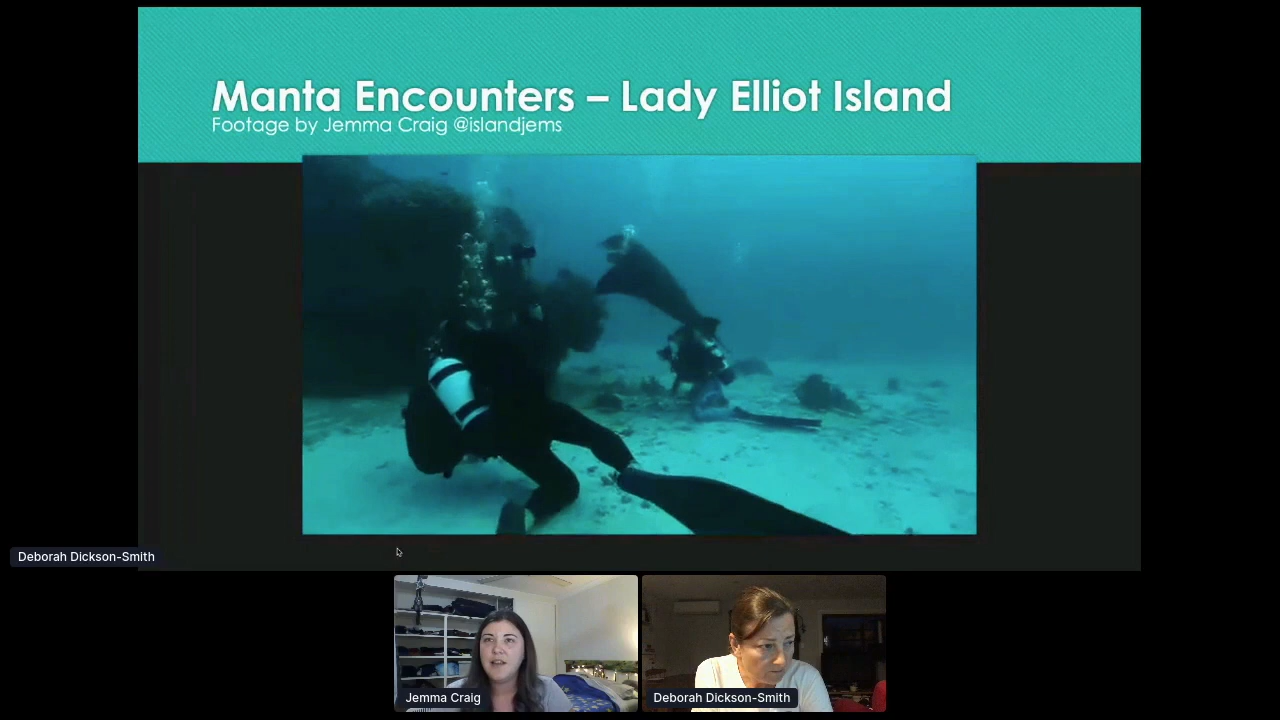 Manta Encounters – Lady Elliot Island
Footage by Jemma Craig @islandjems
Deborah Dickson-Smith
Jemma Craig
Deborah Dickson-Smith